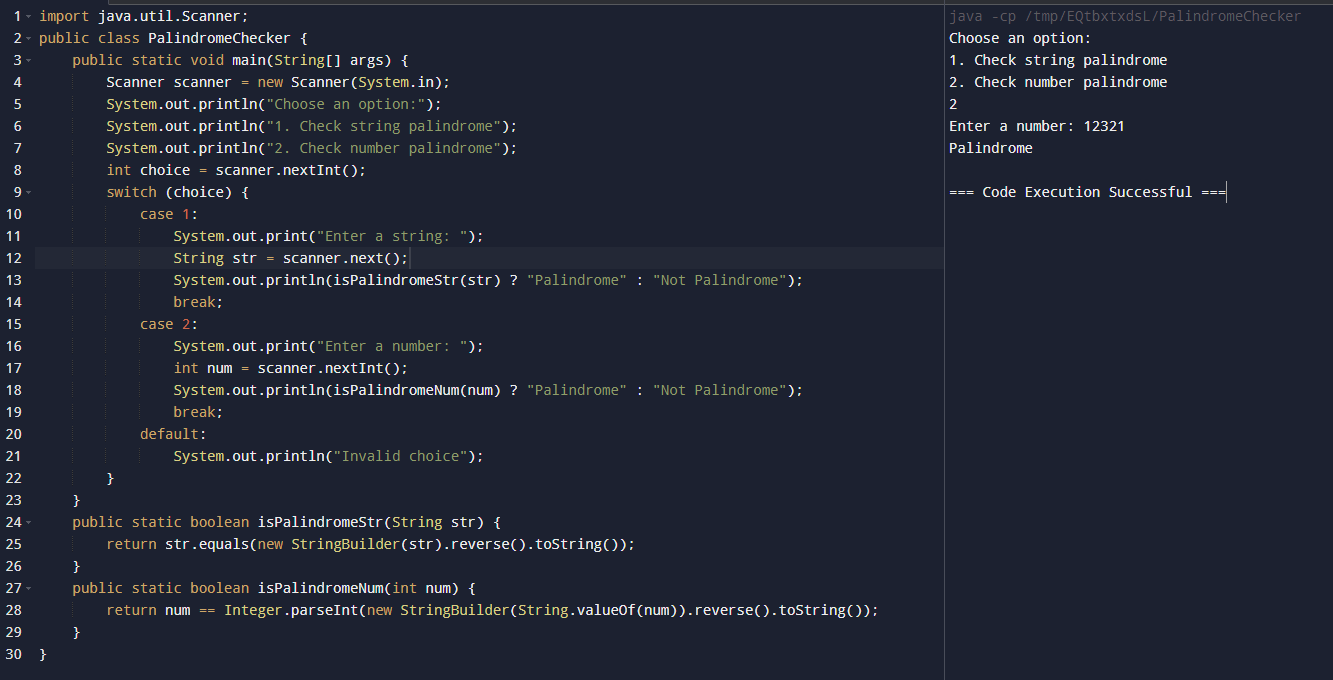 1 import java.util.Scanner;
2 public class PalindromeChecker {
3     public static void main(String[] args) {
4         Scanner scanner = new Scanner(System.in);
5         System.out.println("Choose an option:");
6         System.out.println("1. Check string palindrome");
7         System.out.println("2. Check number palindrome");
8         int choice = scanner.nextInt();
9         switch (choice) {
10             case 1:
11                 System.out.print("Enter a string: ");
12                 String str = scanner.next();
13                 System.out.println(isPalindromeStr(str) ? "Palindrome" : "Not Palindrome");
14                 break;
15             case 2:
16                 System.out.print("Enter a number: ");
17                 int num = scanner.nextInt();
18                 System.out.println(isPalindromeNum(num) ? "Palindrome" : "Not Palindrome");
19                 break;
20             default:
21                 System.out.println("Invalid choice");
22         }
23     }
24     public static boolean isPalindromeStr(String str) {
25         return str.equals(new StringBuilder(str).reverse().toString());
26     }
27     public static boolean isPalindromeNum(int num) {
28         return num == Integer.parseInt(new StringBuilder(String.valueOf(num)).reverse().toString());
29     }
30 }
java -cp /tmp/EQtbxtxdsL/PalindromeChecker
Choose an option:
1. Check string palindrome
2. Check number palindrome
2
Enter a number: 12321
Palindrome
=== Code Execution Successful ===